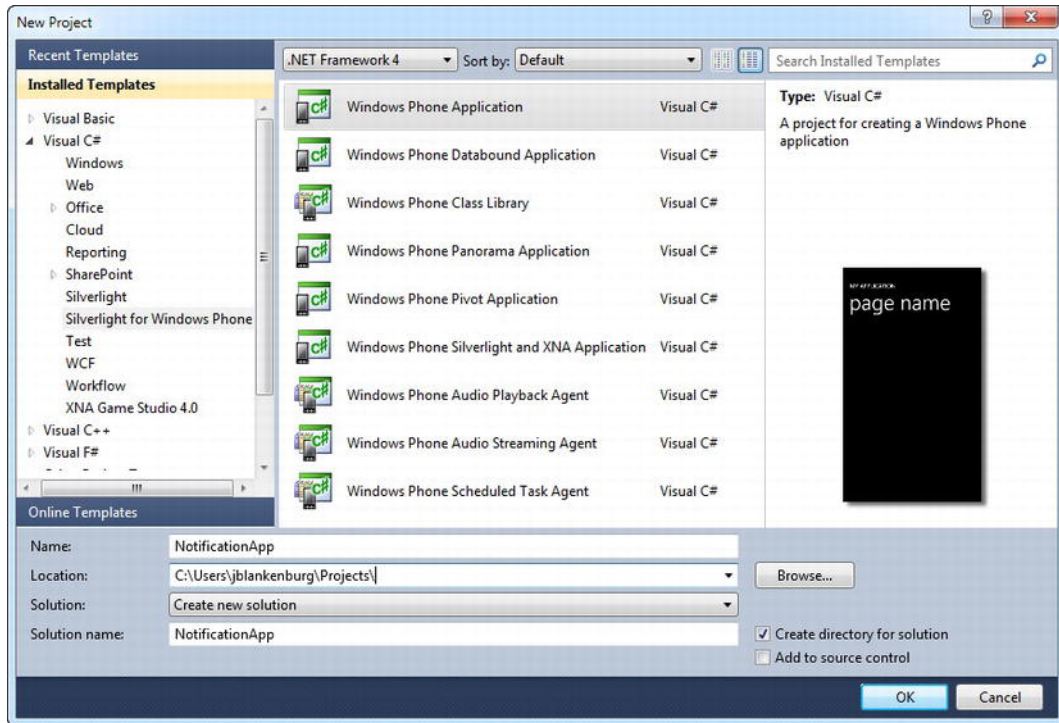 New Project
Recent Templates
Installed Templates
Visual Basic
Visual C#
Windows
Web
Office
Cloud
Reporting
SharePoint
Silverlight
Silverlight for Windows Phone
Test
WCF
Workflow
XNA Game Studio 4.0
Visual C++
Visual F#
Online Templates
.NET Framework 4 Sort by: Default
Windows Phone Application Visual C#
Windows Phone Databound Application Visual C#
Windows Phone Class Library Visual C#
Windows Phone Panorama Application Visual C#
Windows Phone Pivot Application Visual C#
Windows Phone Silverlight and XNA Application Visual C#
Windows Phone Audio Playback Agent Visual C#
Windows Phone Audio Streaming Agent Visual C#
Windows Phone Scheduled Task Agent Visual C#
Search Installed Templates
Type: Visual C#
A project for creating a Windows Phone
application
MY APPLICATION
page name
Name: NotificationApp
Location: C:\Users\jblankenburg\Projects\
Browse...
Solution: Create new solution
Solution name: NotificationApp
Create directory for solution
Add to source control
OK Cancel